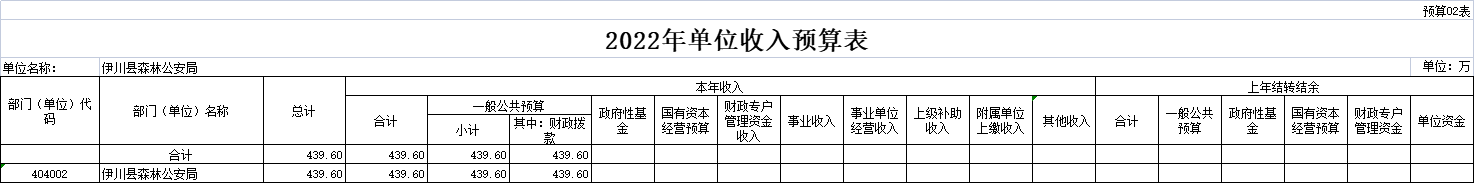 预算02表
2022年单位收入预算表
单位名称： 伊川县森林公安局 单位：万
部门（单位）代码 部门（单位）名称 总计 本年收入 上年结转结余
合计 一般公共预算 政府性基金 国有资本经营预算 财政专户管理资金收入 事业收入 事业单位经营收入 上级补助收入 附属单位上缴收入 其他收入 合计 一般公共预算 政府性基金 国有资本经营预算 财政专户管理资金 单位资金
小计 其中：财政拨款
合计 439.60 439.60 439.60 439.60
404002 伊川县森林公安局 439.60 439.60 439.60 439.60